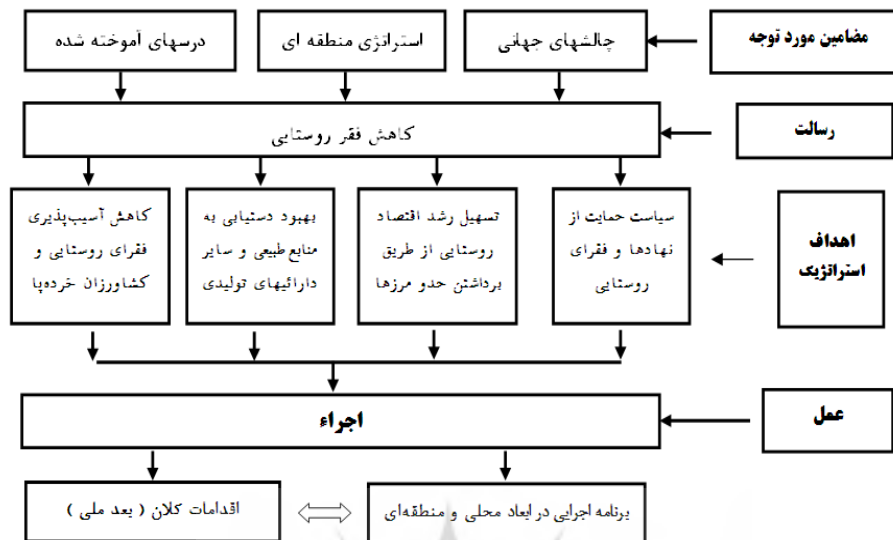 مضامین مورد توجه
چالشهای جهانی
استراتژی منطقه ای
درسهای آموخته شده
رسالت
کاهش فقر روستایی
اهداف
استراتژیک
سیاست حمایت از
نهادها و فقرای
روستایی
تسهیل رشد اقتصاد
روستایی از طریق
برداشتن حدو مرزها
بهبود دستیابی به
منابع طبیعی و سایر
دارائیهای تولیدی
کاهش آسیب‌پذیری
فقرای روستایی و
کشاورزان خرده‌پا
عمل
اجراء
برنامه اجرایی در ابعاد محلی و منطقه‌ای
اقدامات کلان ( بعد ملی )